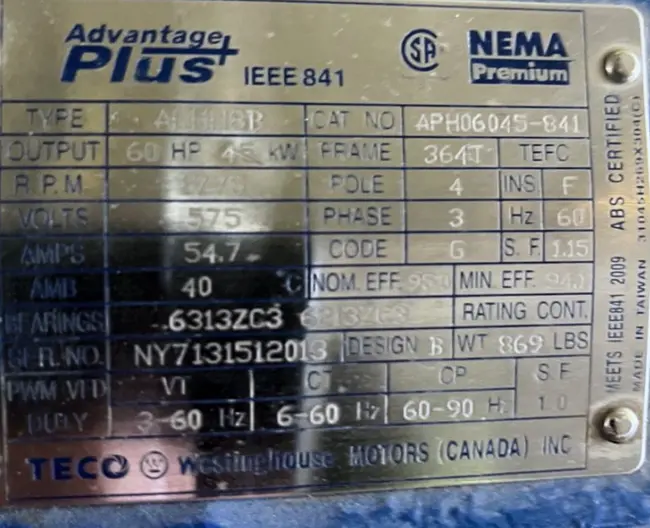 Advantage
Plus+ IEEE 841 SA NEMA
Premium
TYPE CAT NO APH06045-841
OUTPUT 60 HP 45 kW FRAME 364T TEFC
R.P.M POLE 4 INS. F
VOLTS 575 PHASE 3 Hz 60
AMPS 54.7 CODE G S.F. 1.15
AMB 40 C NOM. EFF. MIN. EFF.
BEARINGS 6313ZC3 RATING CONT.
SER. NO. NY7131512013 DESIGN B WT 869 LBS
PWM VFD VT CT CP S.F
DUTY 3-60 Hz 6-60 Hz 60-90 Hz 1.0
TECO W Westinghouse MOTORS (CANADA) INC
MEETS IEEE841 2009 ABS CERTIFIED
MADE IN TAIWAN